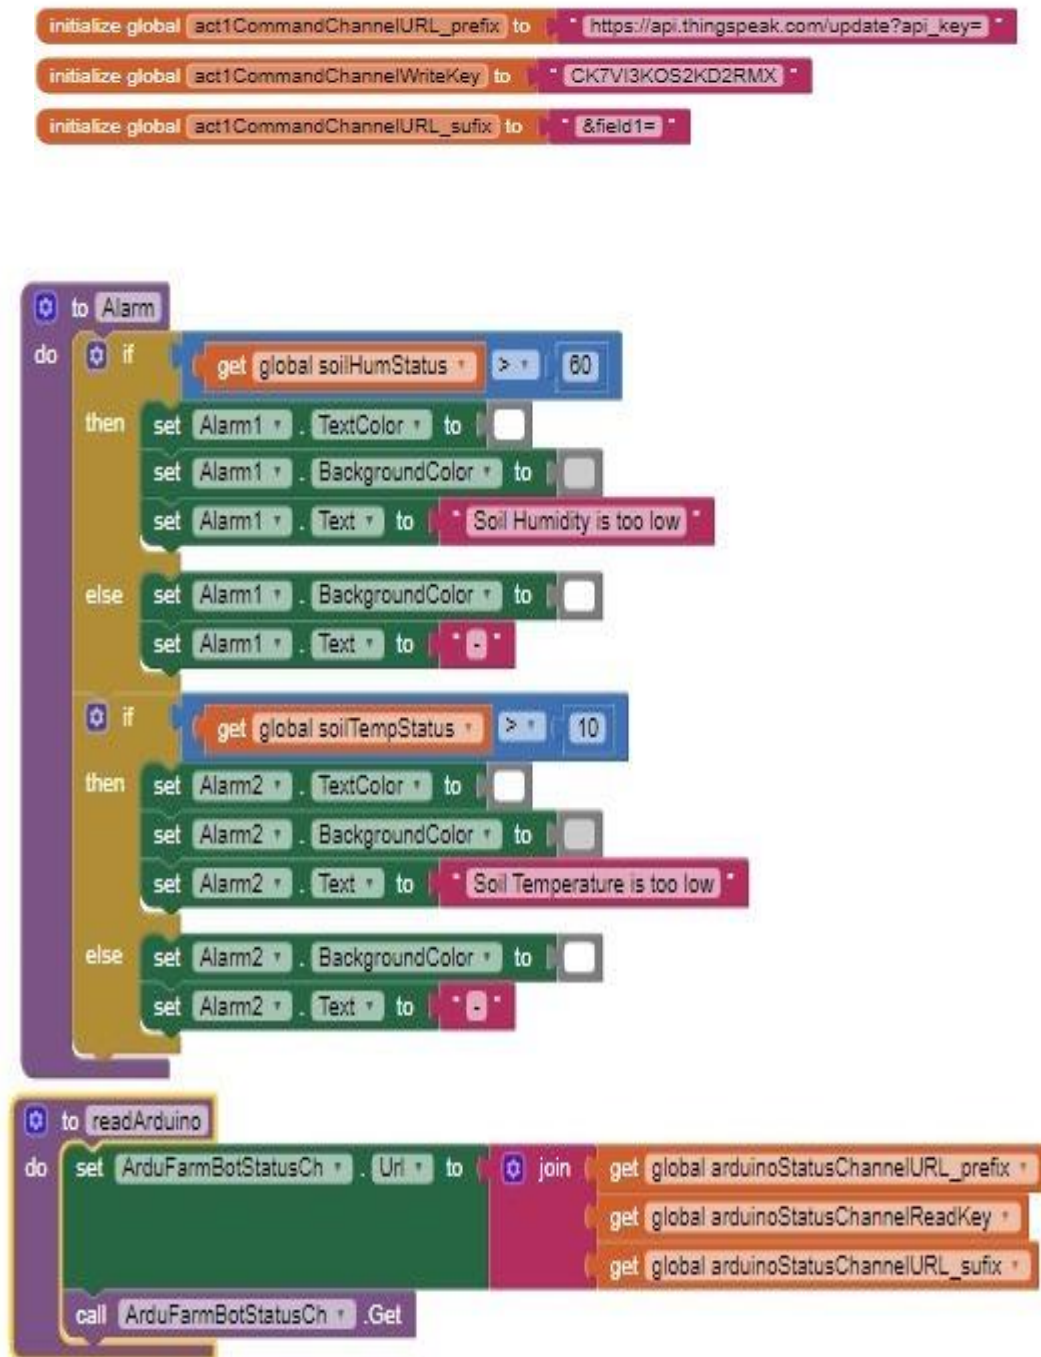 initialize global act1CommandChannelURL_prefix to " https://api.thingspeak.com/update?api_key= "
initialize global act1CommandChannelWriteKey to " CK7VI3KOS2KD2RMX "
initialize global act1CommandChannelURL_sufix to " &field1= "
to Alarm
do if get global soilHumStatus > 60
then set Alarm1 . TextColor to
set Alarm1 . BackgroundColor to
set Alarm1 . Text to " Soil Humidity is too low "
else set Alarm1 . BackgroundColor to
set Alarm1 . Text to " - "
if get global soilTempStatus > 10
then set Alarm2 . TextColor to
set Alarm2 . BackgroundColor to
set Alarm2 . Text to " Soil Temperature is too low "
else set Alarm2 . BackgroundColor to
set Alarm2 . Text to " - "
to readArduino
do set ArduFarmBotStatusCh . Url to join get global arduinoStatusChannelURL_prefix
get global arduinoStatusChannelReadKey
get global arduinoStatusChannelURL_sufix
call ArduFarmBotStatusCh .Get